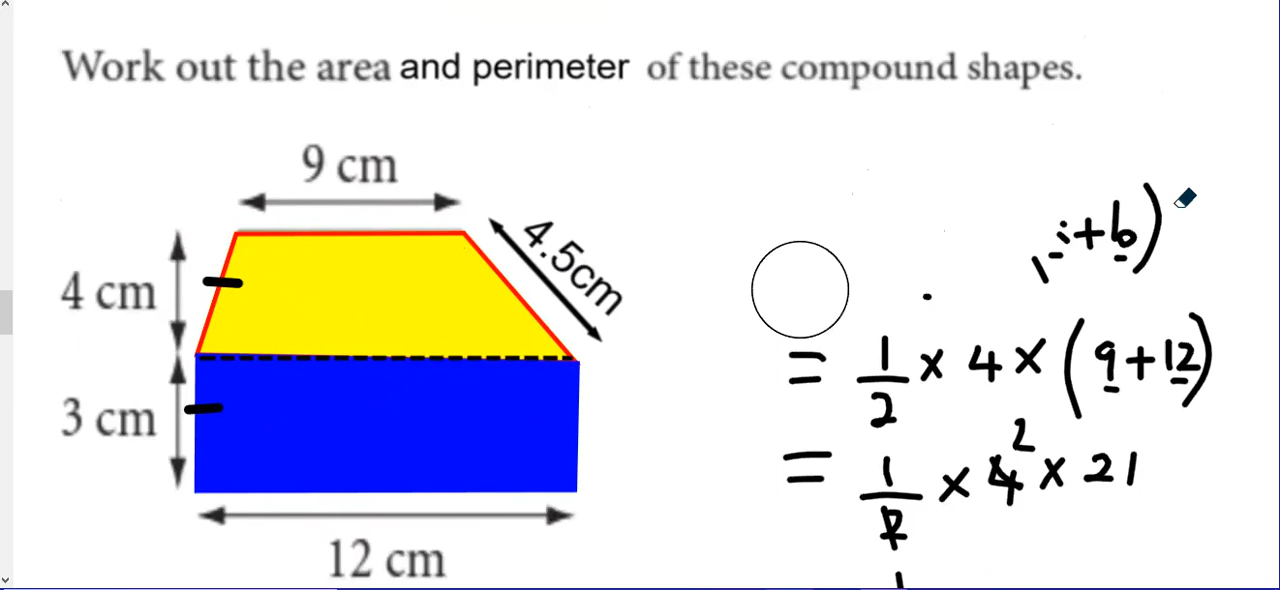 Work out the area and perimeter of these compound shapes.
9 cm
4.5cm
4 cm
3 cm
12 cm
+b)
= 1/2 × 4 × (9+12)
= 1/2 × 4 2 × 21
1